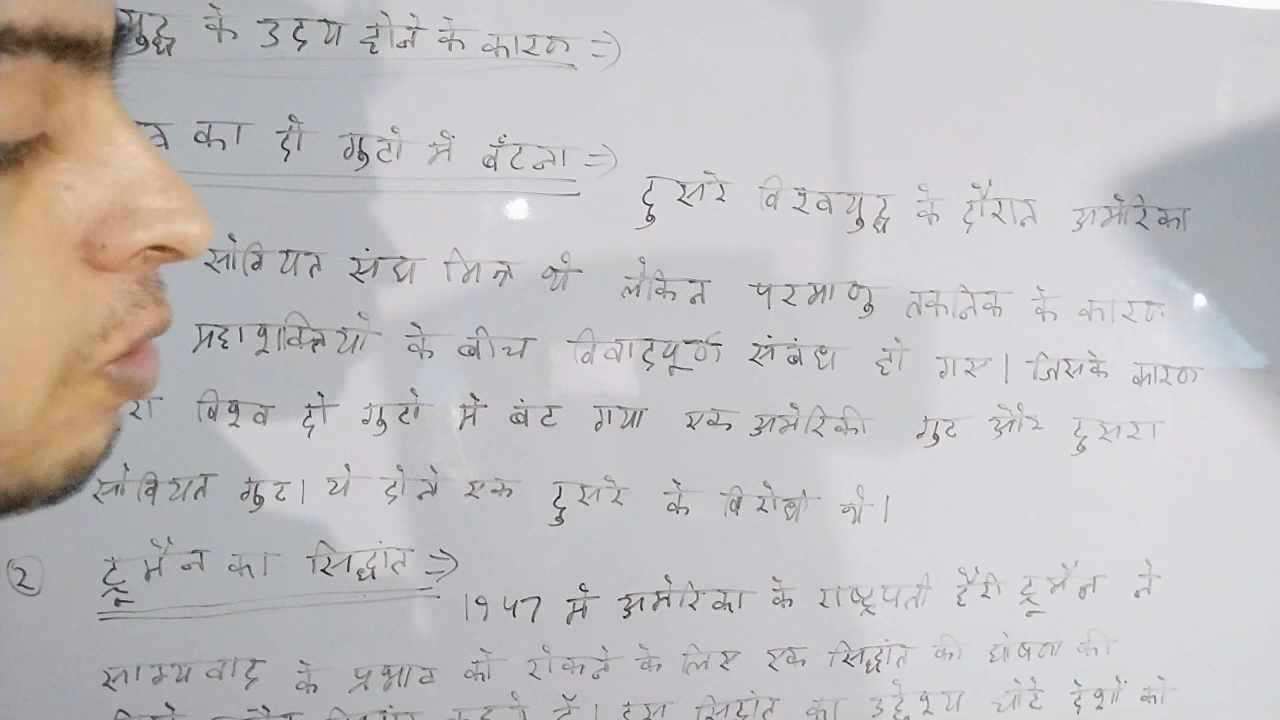 युद्ध के उदय होने के कारण ⇒
का दो गुटो में बँटना ⇒
दुसरे विश्वयुद्ध के दौरान अमेरिका
सोवियत संघ मित्र थे लेकिन परमाणु तकनिक के कारण
महाशक्तियो के बीच विवादपूर्ण संबंध हो गए। जिसके कारण
विश्व दो गुटो मे बंट गया एक अमेरिकी गुट और दुसरा
सोवियत गुट। ये दोनो एक दुसरे के विरोधी थे।
② ट्रूमैन का सिद्धांत ⇒
1947 मे अमेरिका के राष्ट्रपती हैरी ट्रूमैन ने
साम्यवाद के प्रभाव को रोकने के लिए एक सिद्धांत की घोषणा की
सिद्धांत का उद्देश्य छोटे देशों को